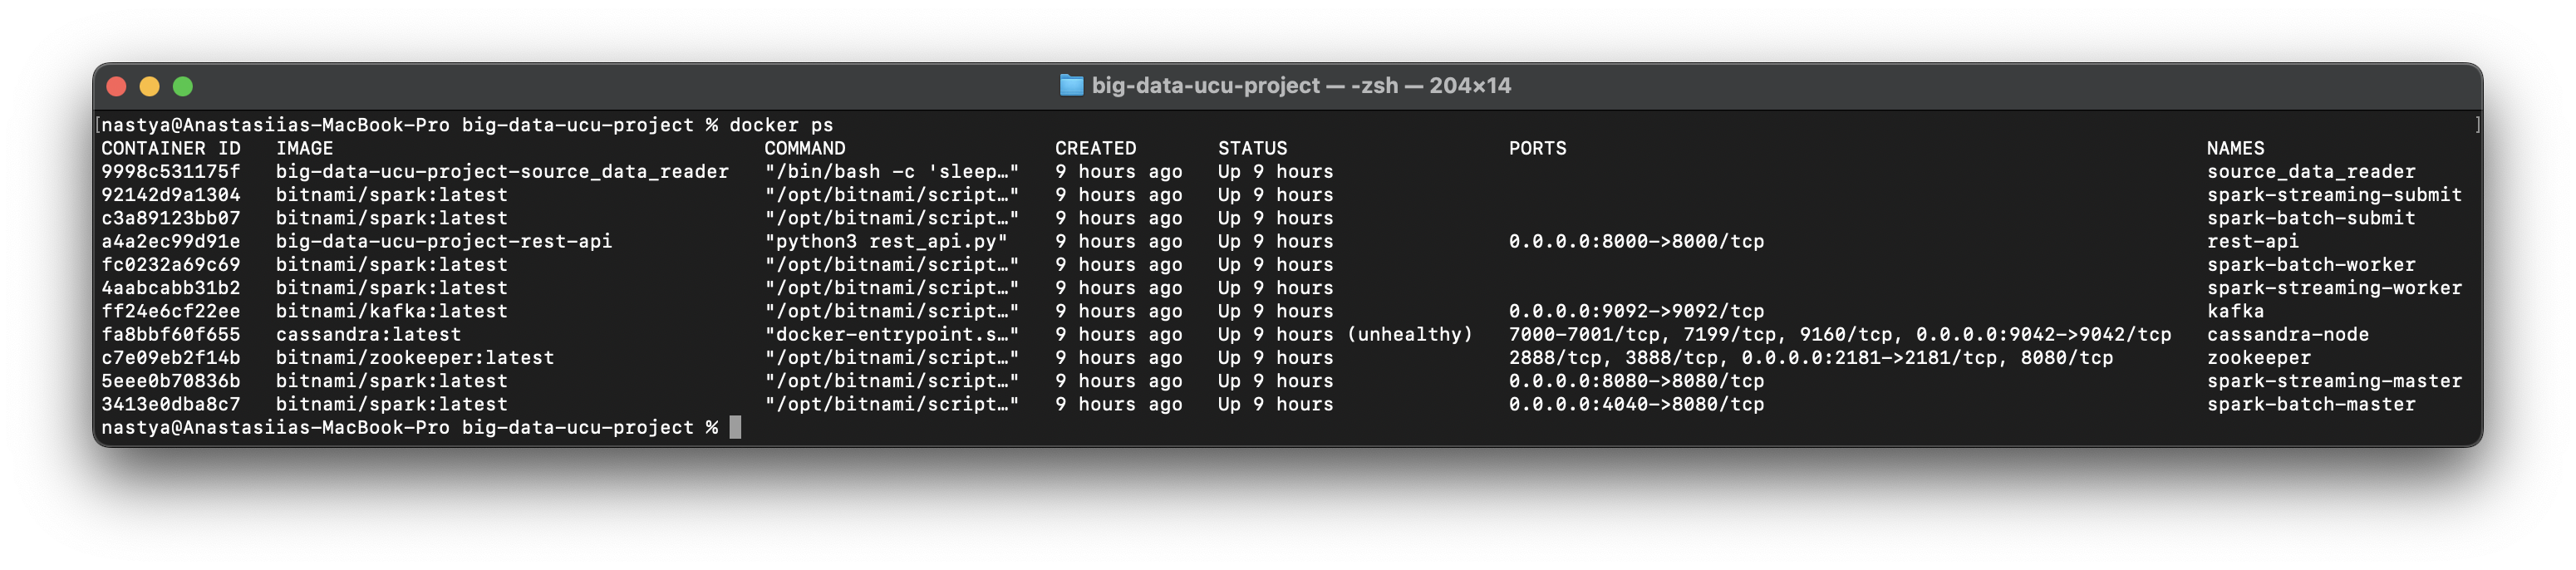 big-data-ucu-project — -zsh — 204×14
[nastya@Anastasiias-MacBook-Pro big-data-ucu-project % docker ps ]
CONTAINER ID   IMAGE                                     COMMAND                  CREATED       STATUS                   PORTS                                                       NAMES
9998c531175f   big-data-ucu-project-source_data_reader   "/bin/bash -c 'sleep…"   9 hours ago   Up 9 hours                                                                           source_data_reader
92142d9a1304   bitnami/spark:latest                      "/opt/bitnami/script…"   9 hours ago   Up 9 hours                                                                           spark-streaming-submit
c3a89123bb07   bitnami/spark:latest                      "/opt/bitnami/script…"   9 hours ago   Up 9 hours                                                                           spark-batch-submit
a4a2ec99d91e   big-data-ucu-project-rest-api             "python3 rest_api.py"    9 hours ago   Up 9 hours               0.0.0.0:8000->8000/tcp                                      rest-api
fc0232a69c69   bitnami/spark:latest                      "/opt/bitnami/script…"   9 hours ago   Up 9 hours                                                                           spark-batch-worker
4aabcabb31b2   bitnami/spark:latest                      "/opt/bitnami/script…"   9 hours ago   Up 9 hours                                                                           spark-streaming-worker
ff24e6cf22ee   bitnami/kafka:latest                      "/opt/bitnami/script…"   9 hours ago   Up 9 hours               0.0.0.0:9092->9092/tcp                                      kafka
fa8bbf60f655   cassandra:latest                          "docker-entrypoint.s…"   9 hours ago   Up 9 hours (unhealthy)   7000-7001/tcp, 7199/tcp, 9160/tcp, 0.0.0.0:9042->9042/tcp   cassandra-node
c7e09eb2f14b   bitnami/zookeeper:latest                  "/opt/bitnami/script…"   9 hours ago   Up 9 hours               2888/tcp, 3888/tcp, 0.0.0.0:2181->2181/tcp, 8080/tcp        zookeeper
5eee0b70836b   bitnami/spark:latest                      "/opt/bitnami/script…"   9 hours ago   Up 9 hours               0.0.0.0:8080->8080/tcp                                      spark-streaming-master
3413e0dba8c7   bitnami/spark:latest                      "/opt/bitnami/script…"   9 hours ago   Up 9 hours               0.0.0.0:4040->8080/tcp                                      spark-batch-master
nastya@Anastasiias-MacBook-Pro big-data-ucu-project %